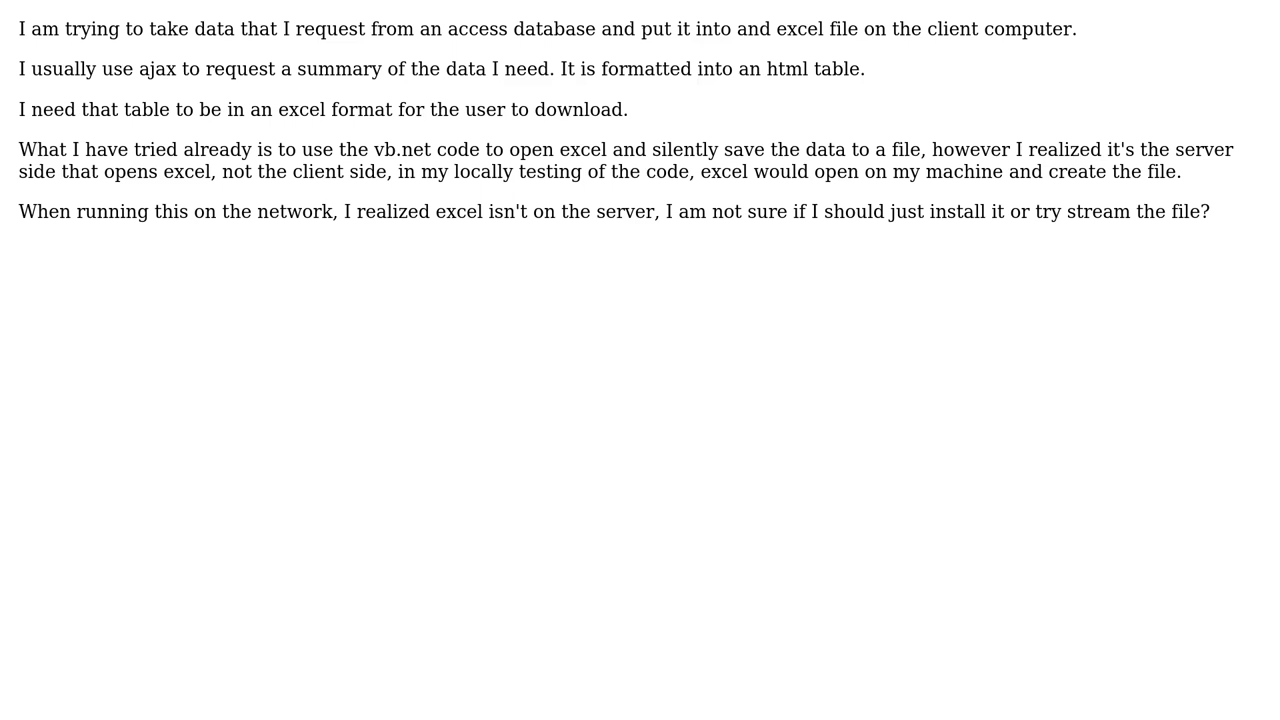 I am trying to take data that I request from an access database and put it into and excel file on the client computer.
I usually use ajax to request a summary of the data I need. It is formatted into an html table.
I need that table to be in an excel format for the user to download.
What I have tried already is to use the vb.net code to open excel and silently save the data to a file, however I realized it's the server
side that opens excel, not the client side, in my locally testing of the code, excel would open on my machine and create the file.
When running this on the network, I realized excel isn't on the server, I am not sure if I should just install it or try stream the file?